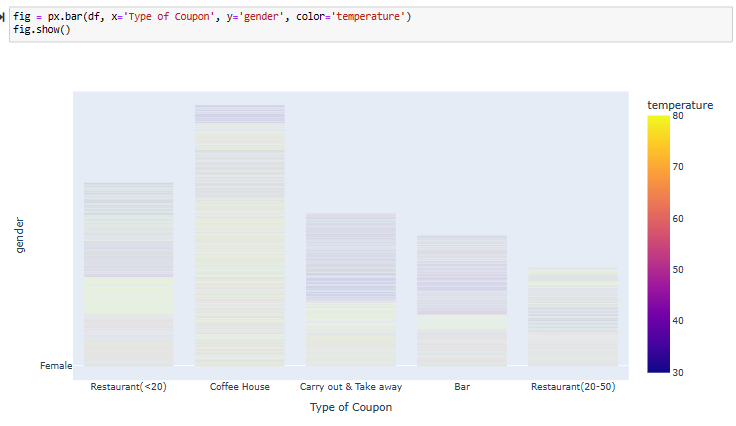 fig = px.bar(df, x='Type of Coupon', y='gender', color='temperature')
fig.show()
temperature
80
70
60
50
40
30
gender
Female
Restaurant(<20)
Coffee House
Carry out & Take away
Bar
Restaurant(20-50)
Type of Coupon